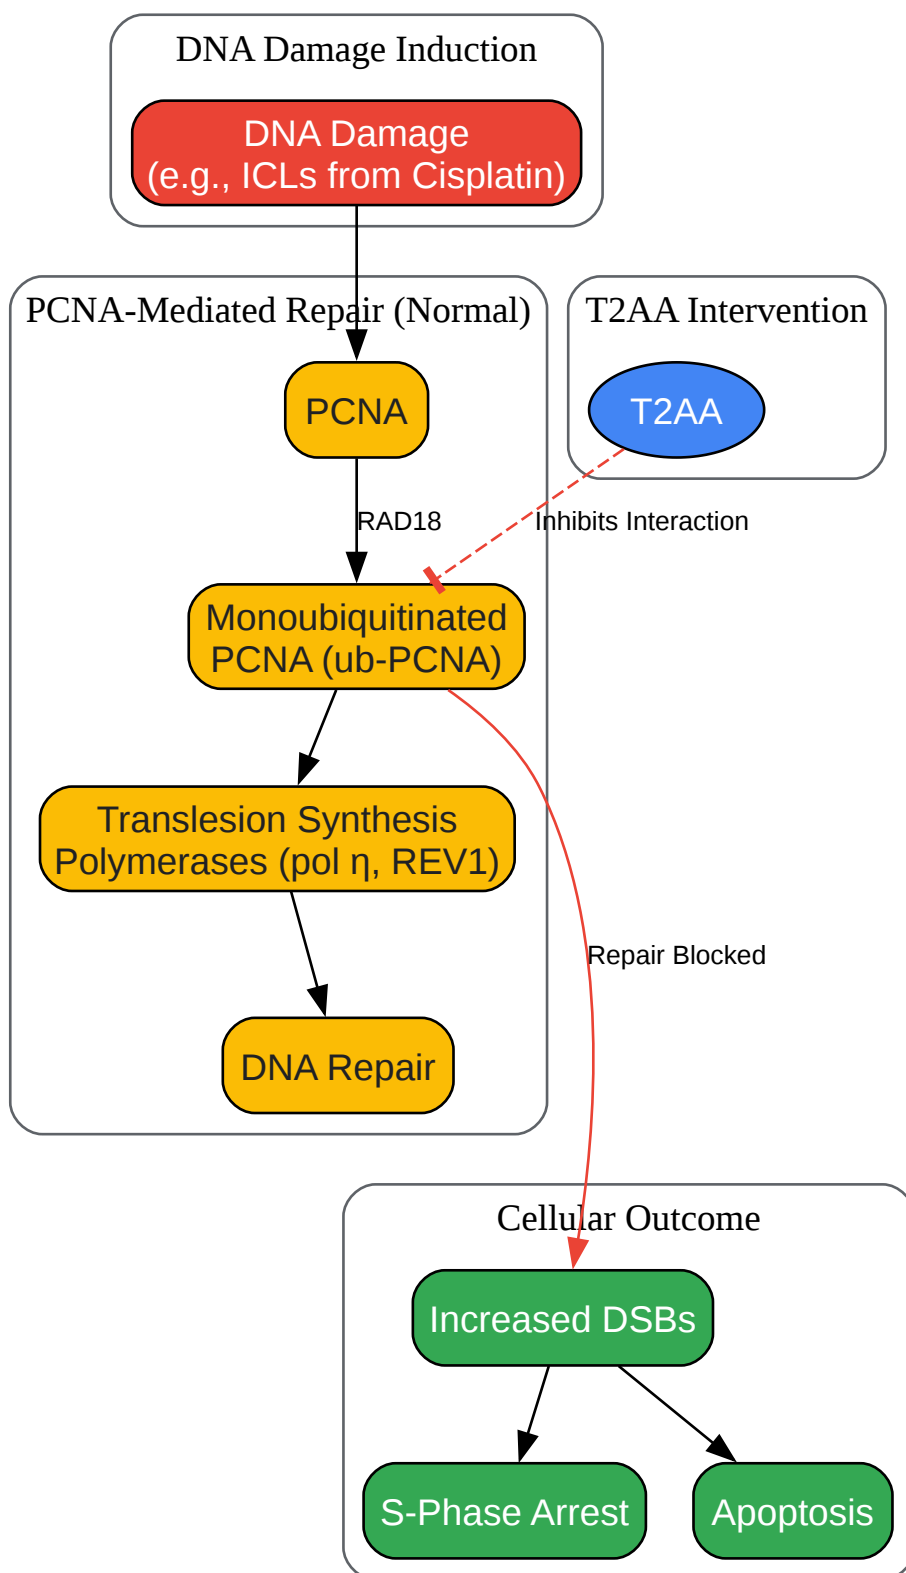 DNA Damage Induction
DNA Damage
(e.g., ICLs from Cisplatin)
PCNA-Mediated Repair (Normal)
T2AA Intervention
PCNA
T2AA
RAD18
Inhibits Interaction
Monoubiquitinated
PCNA (ub-PCNA)
Translesion Synthesis
Polymerases (pol η, REV1)
Repair Blocked
DNA Repair
Cellular Outcome
Increased DSBs
S-Phase Arrest
Apoptosis